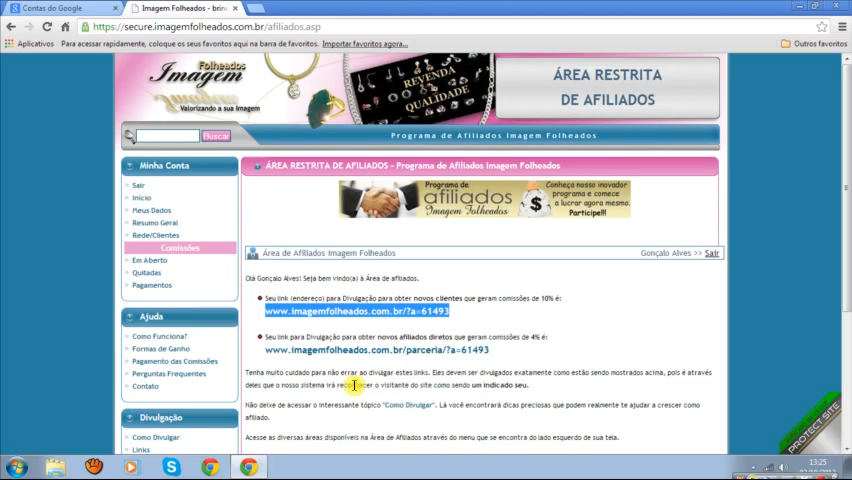 Contas do Google
Imagem Folheados - brin
https://secure.imagemfolheados.com.br/afiliados.asp
Aplicativos
Para acessar rapidamente, coloque os seus favoritos aqui na barra de favoritos.
Importar favoritos agora...
Outros favoritos
Folheados
Imagem
Valorizando a sua Imagem
REVENDA
QUALIDADE
ÁREA RESTRITA
DE AFILIADOS
Buscar
Programa de Afiliados Imagem Folheados
Minha Conta
Sair
Início
Meus Dados
Resumo Geral
Rede/Clientes
Comissões
Em Aberto
Quitadas
Pagamentos
Ajuda
Como Funciona?
Formas de Ganho
Pagamento das Comissões
Perguntas Frequentes
Contato
Divulgação
Como Divulgar
Links
ÁREA RESTRITA DE AFILIADOS - Programa de Afiliados Imagem Folheados
Programa de
afiliados
Imagem Folheados
Conheça nosso inovador
programa e comece
a lucrar agora mesmo.
Participe!!!
Área de Afiliados Imagem Folheados
Gonçalo Alves >> Sair
Olá Gonçalo Alves! Seja bem vindo(a) à Área de afiliados.
Seu link (endereço) para Divulgação para obter novos clientes que geram comissões de 10% é:
www.imagemfolheados.com.br/?a=61493
Seu link para Divulgação para obter novos afiliados diretos que geram comissões de 4% é:
www.imagemfolheados.com.br/parceria/?a=61493
Tenha muito cuidado para não errar ao divulgar estes links. Eles devem ser divulgados exatamente como estão sendo mostrados acima, pois é através
deles que o nosso sistema irá reconhecer o visitante do site como sendo um indicado seu.
Não deixe de acessar o interessante tópico "Como Divulgar". Lá você encontrará dicas preciosas que podem realmente te ajudar a crescer como
afiliado.
Acesse as diversas áreas disponíveis na Área de Afiliados através do menu que se encontra do lado esquerdo de sua tela.
PROTECT SITE
13:25